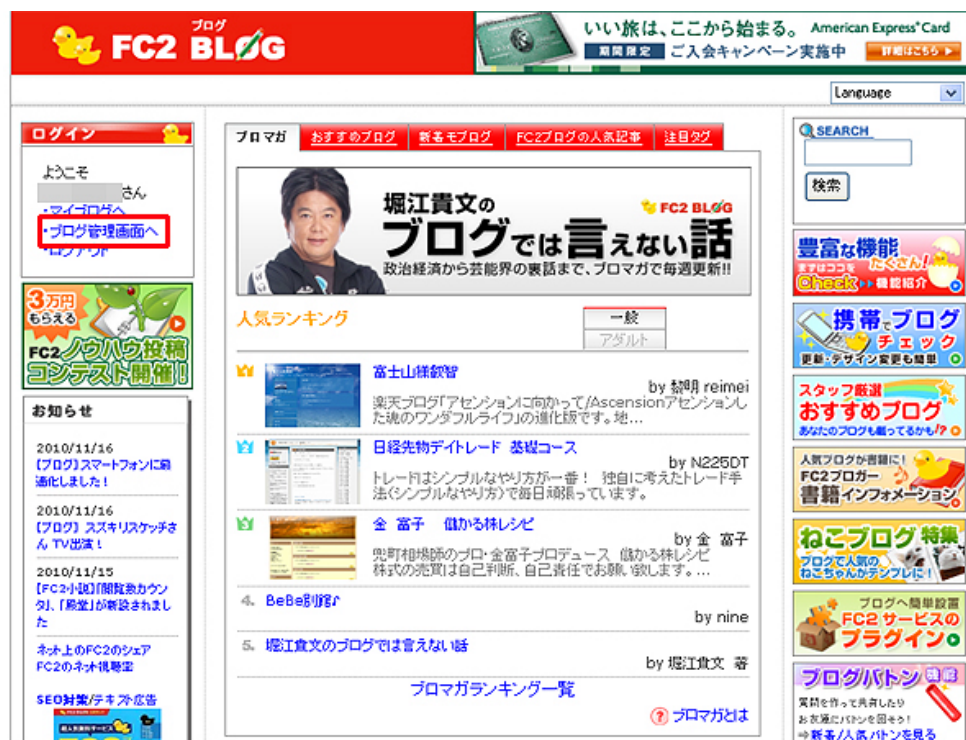 ブログ
FC2 BLOG
いい旅は、ここから始まる。 American Express®Card
期間限定 ご入会キャンペーン実施中 詳細はこちら
Language
ログイン
ようこそ
さん
・マイブログへ
・ブログ管理画面へ
・ログアウト
3万円
もらえる
FC2ノウハウ投稿
コンテスト開催！
お知らせ
2010/11/16
【ブログ】スマートフォンに最
適化しました！
2010/11/16
【ブログ】 スズキリスケッチさ
ん TV出演！
2010/11/15
【FC2小説】「閲覧数カウン
タ」、「殿堂」が新設されまし
た
ネット上のFC2のシェア
FC2のネット視聴率
SEO対策/テキスト広告
ブロマガ おすすめブログ 新着モブログ FC2ブログの人気記事 注目タグ
堀江貴文の
FC2 BLOG
ブログでは言えない話
政治経済から芸能界の裏話まで、ブロマガで毎週更新!!
人気ランキング
一般
アダルト
1
富士山様叡智
by 黎明 reimei
楽天ブログ「アセンションに向かって/Ascensionアセンションし
た魂のワンダフルライフ」の進化版です。地...
2
日経先物デイトレード 基礎コース
by N225DT
トレードはシンプルなやり方が一番！ 独自に考えたトレード手
法<シンプルなやり方>で毎日頑張っています。
3
金 富子 儲かる株レシピ
by 金 富子
兜町相場師のプロ・金富子プロデュース 儲かる株レシピ
株式の売買は自己判断、自己責任でお願い致します。...
4. BeBe別館♪
by nine
5. 堀江貴文のブログでは言えない話
by 堀江貴文 著
ブロマガランキング一覧
? ブロマガとは
SEARCH
検索
豊富な機能
たくさん!
まずはココを
Check 機能紹介
携帯でブログ
チェック
更新・デザイン変更も簡単
スタッフ厳選
おすすめブログ
あなたのブログも載ってるかも!?
人気ブログが書籍に！
FC2ブロガー
書籍インフォメーション
ねこブログ 特集
ブログで人気の
ねこちゃんがテンプレに！
ブログへ簡単設置
FC2 サービスの
プラグイン
ブログバトン 機能
質問を作って共有したり
お友達にバトンを回そう！
⇒新着/人気バトンを見る